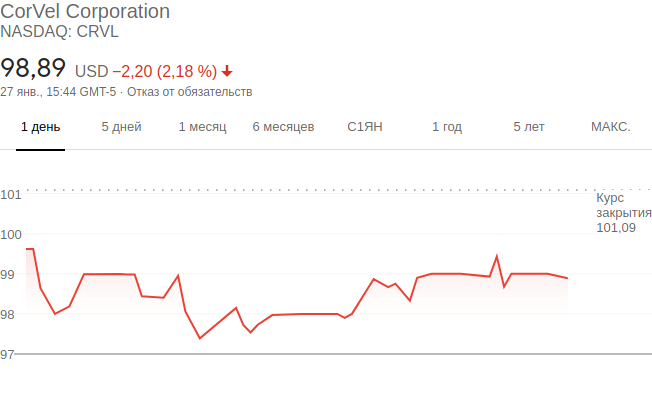 CorVel Corporation
NASDAQ: CRVL
98,89 USD −2,20 (2,18 %)
27 янв., 15:44 GMT-5 · Отказ от обязательств
1 день 5 дней 1 месяц 6 месяцев С1ЯН 1 год 5 лет МАКС.
101
Курс
закрытия
101,09
100
99
98
97